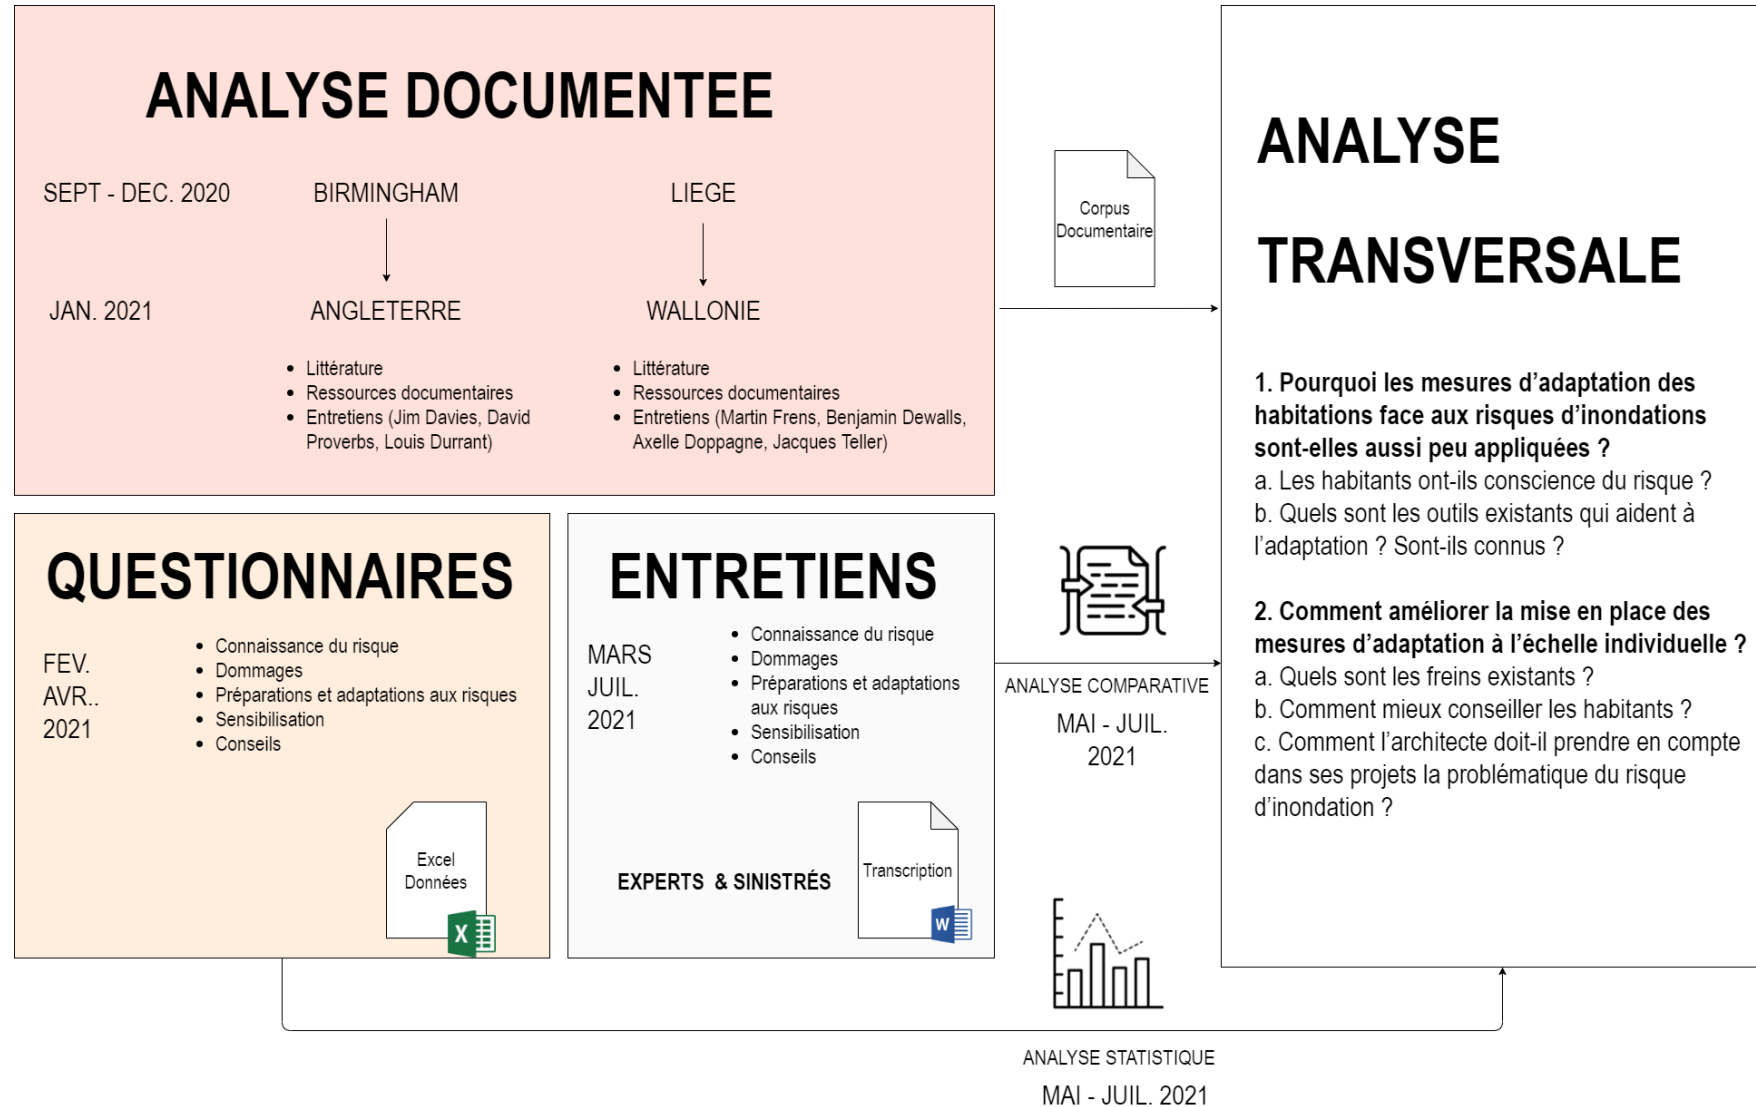 ANALYSE DOCUMENTEE
SEPT - DEC. 2020
BIRMINGHAM
LIEGE
JAN. 2021
ANGLETERRE
WALLONIE
• Littérature
• Ressources documentaires
• Entretiens (Jim Davies, David
Proverbs, Louis Durrant)
• Littérature
• Ressources documentaires
• Entretiens (Martin Frens, Benjamin Dewalls,
Axelle Doppagne, Jacques Teller)
QUESTIONNAIRES
FEV.
AVR..
2021
• Connaissance du risque
• Dommages
• Préparations et adaptations aux risques
• Sensibilisation
• Conseils
Excel
Données
X
ENTRETIENS
MARS
JUIL.
2021
• Connaissance du risque
• Dommages
• Préparations et adaptations
aux risques
• Sensibilisation
• Conseils
EXPERTS & SINISTRÉS
Transcription
W
Corpus
Documentaire
ANALYSE COMPARATIVE
MAI - JUIL.
2021
ANALYSE STATISTIQUE
MAI - JUIL. 2021
ANALYSE
TRANSVERSALE
1. Pourquoi les mesures d’adaptation des
habitations face aux risques d’inondations
sont-elles aussi peu appliquées ?
a. Les habitants ont-ils conscience du risque ?
b. Quels sont les outils existants qui aident à
l’adaptation ? Sont-ils connus ?
2. Comment améliorer la mise en place des
mesures d’adaptation à l’échelle individuelle ?
a. Quels sont les freins existants ?
b. Comment mieux conseiller les habitants ?
c. Comment l’architecte doit-il prendre en compte
dans ses projets la problématique du risque
d’inondation ?